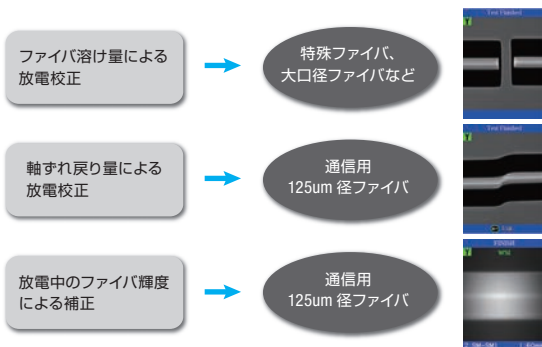 ファイバ溶け量による
放電校正
特殊ファイバ、
大口径ファイバなど
Test Finished
軸ずれ戻り量による
放電校正
通信用
125um 径ファイバ
Test Finished
放電中のファイバ輝度
による補正
通信用
125um 径ファイバ
FINISH